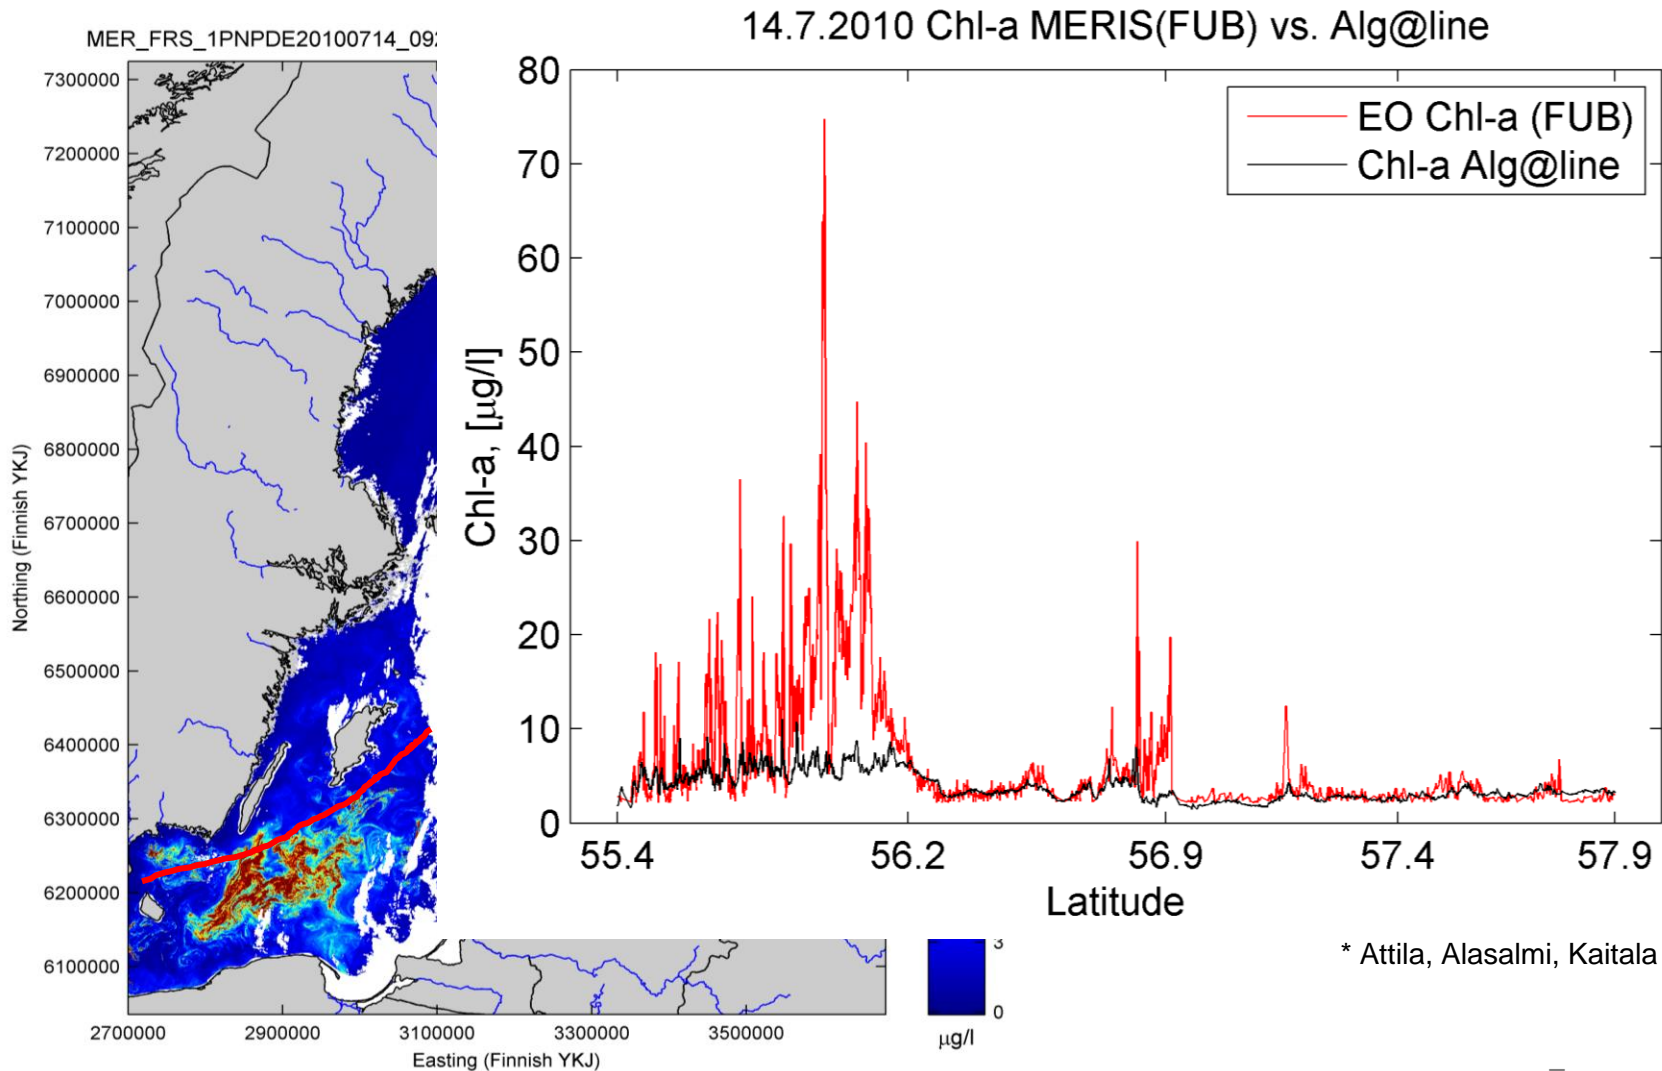 14.7.2010 Chl-a MERIS(FUB) vs. Alg@line
MER_FRS_1PNPDE20100714_09
7300000
7200000
7100000
7000000
6900000
6800000
6700000
6600000
6500000
6400000
6300000
6200000
6100000
Northing (Finnish YKJ)
2700000 2900000 3100000 3300000 3500000
Easting (Finnish YKJ)
80
70
60
50
40
30
20
10
0
Chl-a, [µg/l]
EO Chl-a (FUB)
Chl-a Alg@line
55.4 56.2 56.9 57.4 57.9
Latitude
3
0
µg/l
* Attila, Alasalmi, Kaitala